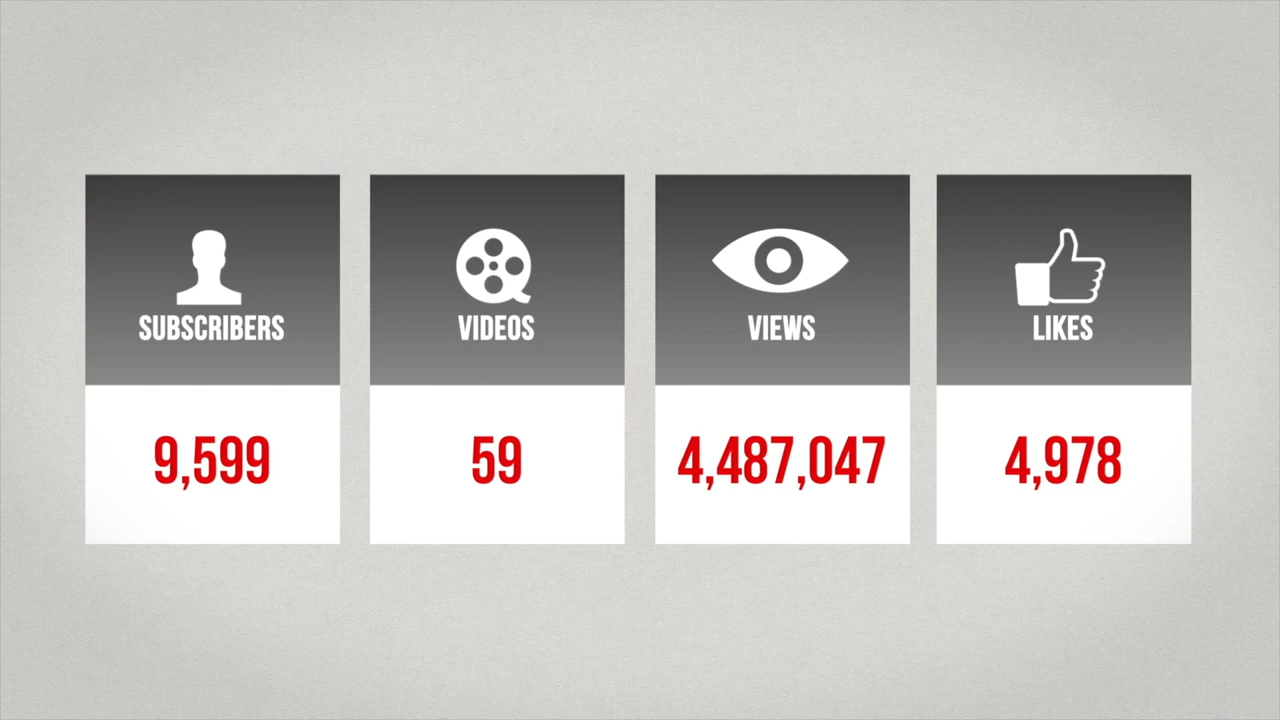 SUBSCRIBERS
9,599
VIDEOS
59
VIEWS
4,487,047
LIKES
4,978